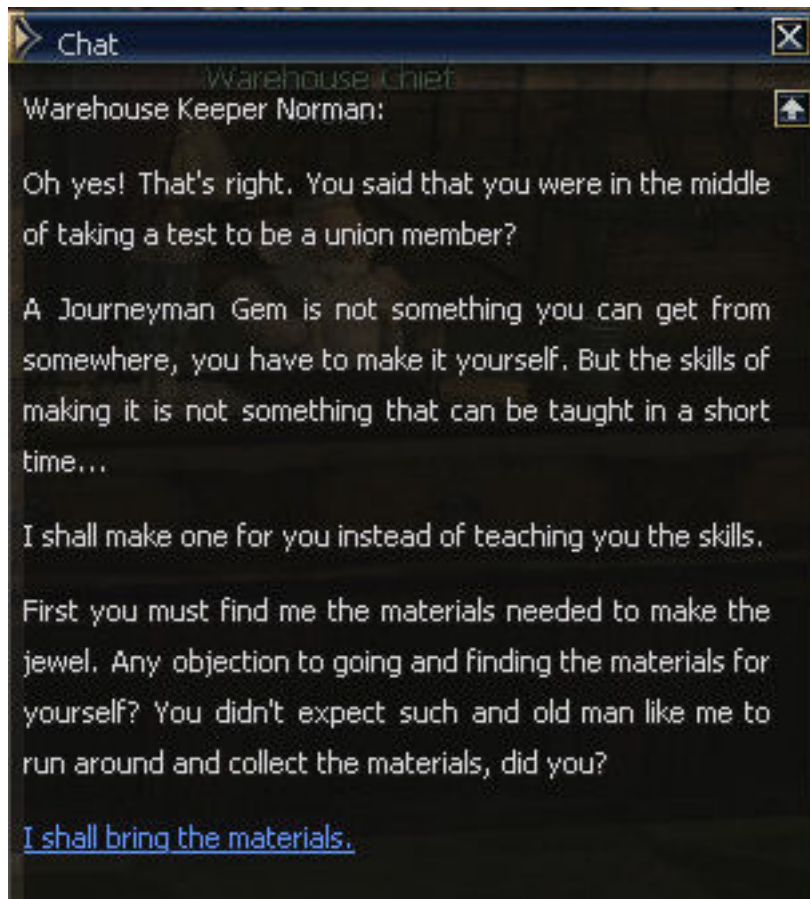 Chat
Warehouse Chief
Warehouse Keeper Norman:
Oh yes! That's right. You said that you were in the middle
of taking a test to be a union member?
A Journeyman Gem is not something you can get from
somewhere, you have to make it yourself. But the skills of
making it is not something that can be taught in a short
time...
I shall make one for you instead of teaching you the skills.
First you must find me the materials needed to make the
jewel. Any objection to going and finding the materials for
yourself? You didn't expect such and old man like me to
run around and collect the materials, did you?
I shall bring the materials.